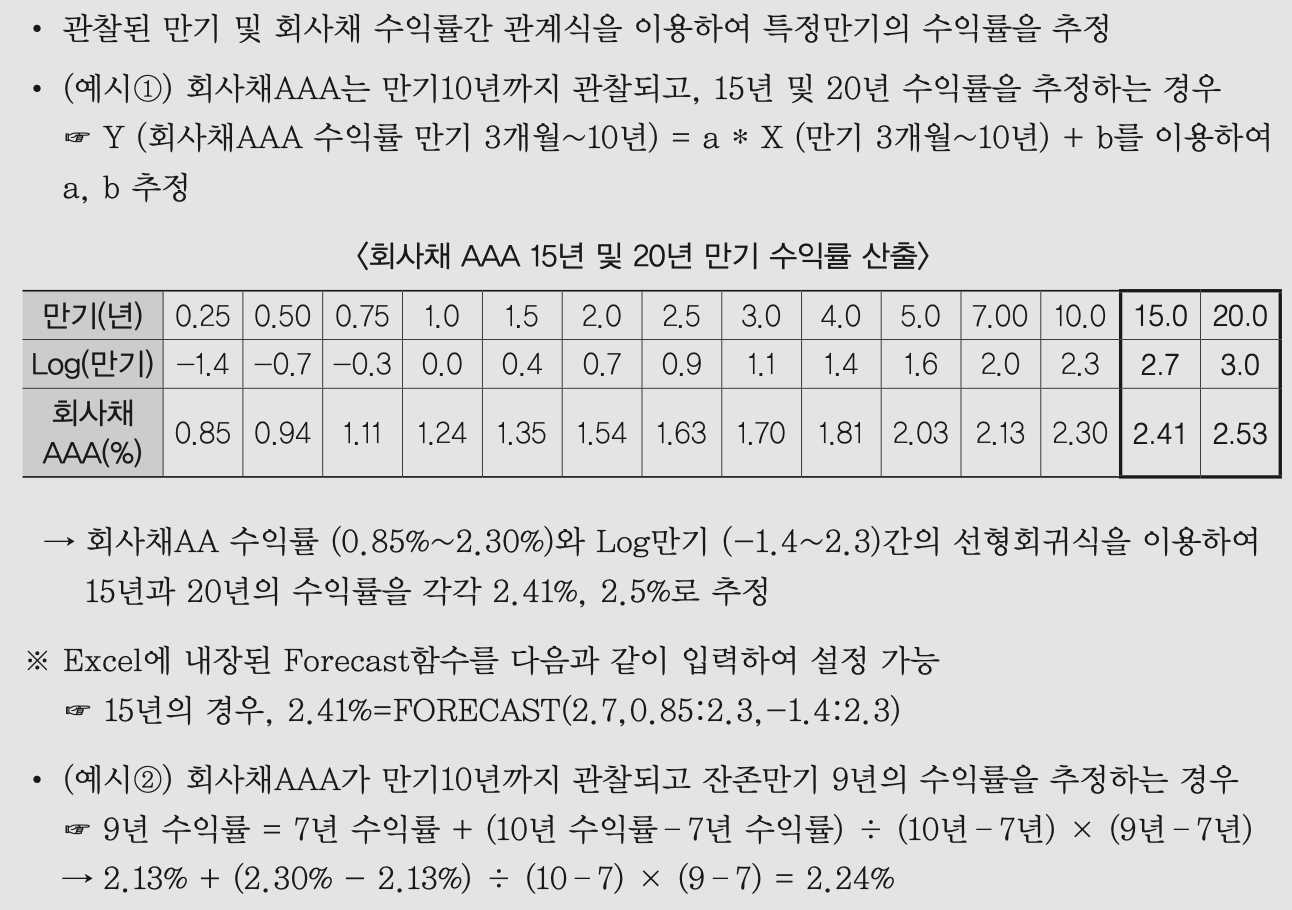 • 관찰된 만기 및 회사채 수익률간 관계식을 이용하여 특정만기의 수익률을 추정
• (예시①) 회사채AAA는 만기10년까지 관찰되고, 15년 및 20년 수익률을 추정하는 경우
☞ Y (회사채AAA 수익률 만기 3개월~10년) = a * X (만기 3개월~10년) + b를 이용하여
a, b 추정
〈회사채 AAA 15년 및 20년 만기 수익률 산출〉
만기(년) 0.25 0.50 0.75 1.0 1.5 2.0 2.5 3.0 4.0 5.0 7.00 10.0 15.0 20.0
Log(만기) −1.4 −0.7 −0.3 0.0 0.4 0.7 0.9 1.1 1.4 1.6 2.0 2.3 2.7 3.0
회사채
AAA(%) 0.85 0.94 1.11 1.24 1.35 1.54 1.63 1.70 1.81 2.03 2.13 2.30 2.41 2.53
→ 회사채AA 수익률 (0.85%~2.30%)와 Log만기 (−1.4~2.3)간의 선형회귀식을 이용하여
15년과 20년의 수익률을 각각 2.41%, 2.5%로 추정
※ Excel에 내장된 Forecast함수를 다음과 같이 입력하여 설정 가능
☞ 15년의 경우, 2.41%=FORECAST(2.7,0.85:2.3,−1.4:2.3)
• (예시②) 회사채AAA가 만기10년까지 관찰되고 잔존만기 9년의 수익률을 추정하는 경우
☞ 9년 수익률 = 7년 수익률 + (10년 수익률−7년 수익률) ÷ (10년−7년) × (9년−7년)
→ 2.13% + (2.30% − 2.13%) ÷ (10−7) × (9−7) = 2.24%